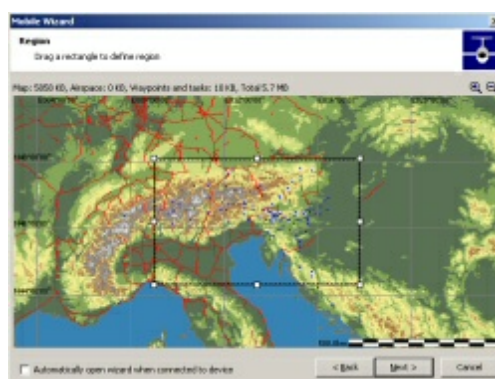 Mobile Wizard
Region
Drag a rectangle to define region
Map: 5850 KB, Airspace: 0 KB, Waypoints and tasks: 10 KB, Total 5.7 MB
Automatically open wizard when connected to device
< Back
Next >
Cancel